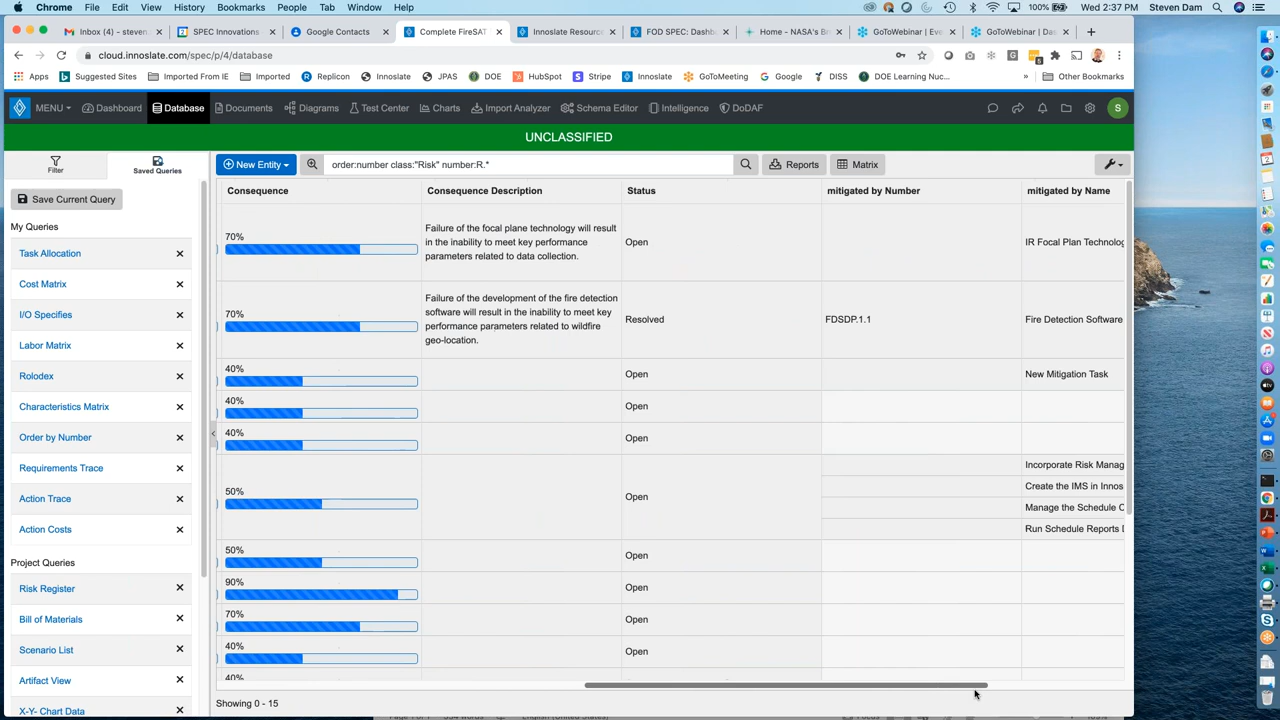 Chrome File Edit View History Bookmarks People Tab Window Help 100% Wed 2:37 PM Steven Dam
Inbox (4) - steven. SPEC Innovations Google Contacts Complete FireSAT Innoslate Resourc FOD SPEC: Dashb Home - NASA's B GoToWebinar | Eve GoToWebinar | Das
cloud.innoslate.com/spec/p/4/database
Apps Suggested Sites Imported From IE Imported Replicon Innoslate JPAS DOE HubSpot Stripe Innoslate GoToMeeting Google DISS DOE Learning Nuc... » Other Bookmarks
MENU Dashboard Database Documents Diagrams Test Center Charts Import Analyzer Schema Editor Intelligence DoDAF S
UNCLASSIFIED
Filter Saved Queries
New Entity order:number class:"Risk" number:R.* Reports Matrix
Save Current Query
My Queries
Task Allocation
Cost Matrix
I/O Specifies
Labor Matrix
Rolodex
Characteristics Matrix
Order by Number
Requirements Trace
Action Trace
Action Costs
Project Queries
Risk Register
Bill of Materials
Scenario List
Artifact View
X-Y- Chart Data
Consequence Consequence Description Status mitigated by Number mitigated by Name
70%
Failure of the focal plane technology will result
in the inability to meet key performance
parameters related to data collection.
Open
IR Focal Plan Technolog
70%
Failure of the development of the fire detection
software will result in the inability to meet key
performance parameters related to wildfire
geo-location.
Resolved
FDSDP.1.1
Fire Detection Software
40%
Open
New Mitigation Task
40%
Open
40%
Open
50%
Open
Incorporate Risk Manag
Create the IMS in Innos
Manage the Schedule C
Run Schedule Reports D
50%
Open
90%
Open
70%
Open
40%
Open
40%
Showing 0 - 15
English (United States)